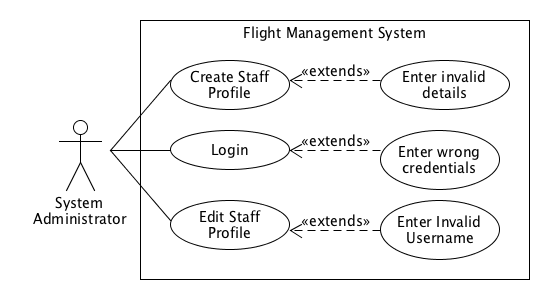 Flight Management System
Create Staff
Profile
«extends»
Enter invalid
details
Login
«extends»
Enter wrong
credentials
System
Administrator
Edit Staff
Profile
«extends»
Enter Invalid
Username